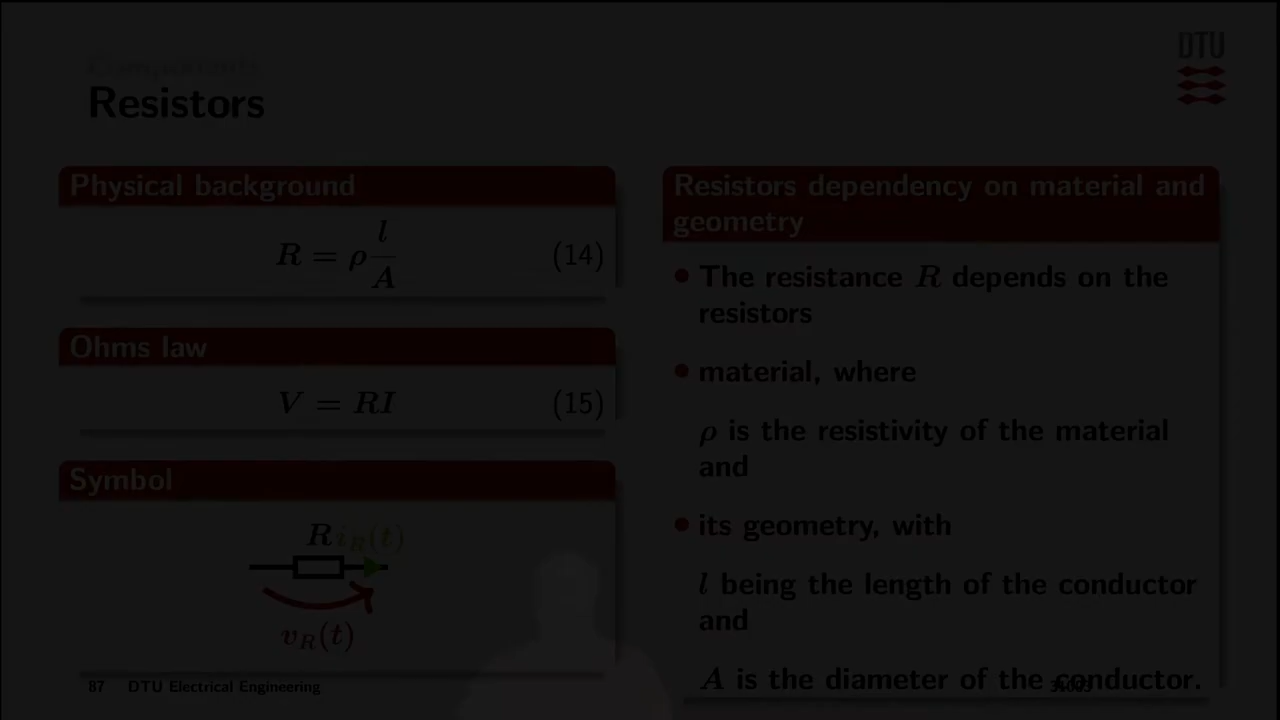 Components
Resistors
DTU
Physical background
R = ρ l/A (14)
Ohms law
V = RI (15)
Symbol
R i_R(t)
v_R(t)
Resistors dependency on material and
geometry
• The resistance R depends on the
resistors
• material, where
ρ is the resistivity of the material
and
• its geometry, with
l being the length of the conductor
and
A is the diameter of the conductor.
87 DTU Electrical Engineering